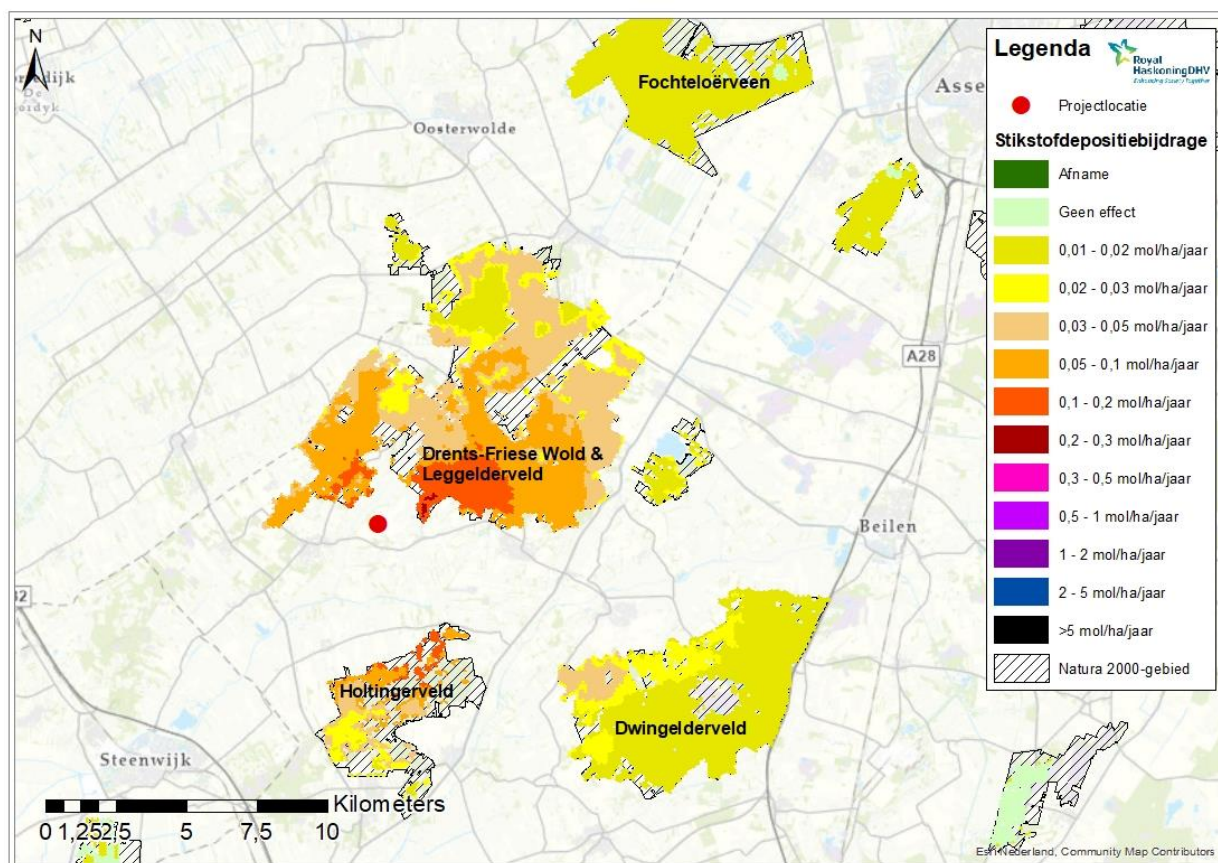 N
Oosterwolde
Fochteloërveen
Asse
A28
Drents-Friese Wold &
Leggelderveld
Beilen
Holtingerveld
Dwingelderveld
Steenwijk
Kilometers
0 1,25 2,5 5 7,5 10
Legenda
Royal
HaskoningDHV
Enhancing Society Together
Projectlocatie
Stikstofdepositiebijdrage
Afname
Geen effect
0,01 - 0,02 mol/ha/jaar
0,02 - 0,03 mol/ha/jaar
0,03 - 0,05 mol/ha/jaar
0,05 - 0,1 mol/ha/jaar
0,1 - 0,2 mol/ha/jaar
0,2 - 0,3 mol/ha/jaar
0,3 - 0,5 mol/ha/jaar
0,5 - 1 mol/ha/jaar
1 - 2 mol/ha/jaar
2 - 5 mol/ha/jaar
>5 mol/ha/jaar
Natura 2000-gebied
Esri Nederland, Community Map Contributors